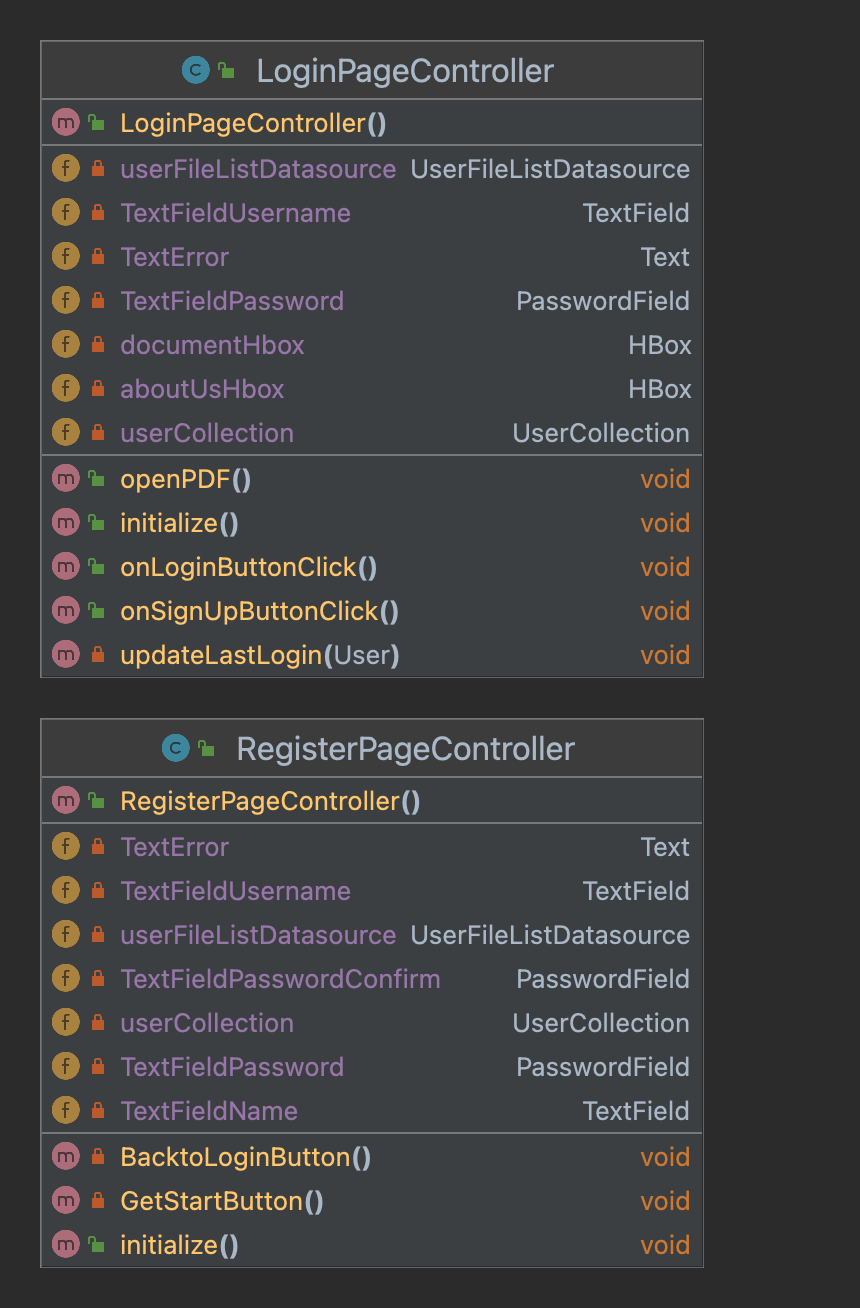 C LoginPageController
m LoginPageController()
f userFileListDatasource UserFileListDatasource
f TextFieldUsername TextField
f TextError Text
f TextFieldPassword PasswordField
f documentHbox HBox
f aboutUsHbox HBox
f userCollection UserCollection
m openPDF() void
m initialize() void
m onLoginButtonClick() void
m onSignUpButtonClick() void
m updateLastLogin(User) void
C RegisterPageController
m RegisterPageController()
f TextError Text
f TextFieldUsername TextField
f userFileListDatasource UserFileListDatasource
f TextFieldPasswordConfirm PasswordField
f userCollection UserCollection
f TextFieldPassword PasswordField
f TextFieldName TextField
m BacktoLoginButton() void
m GetStartButton() void
m initialize() void